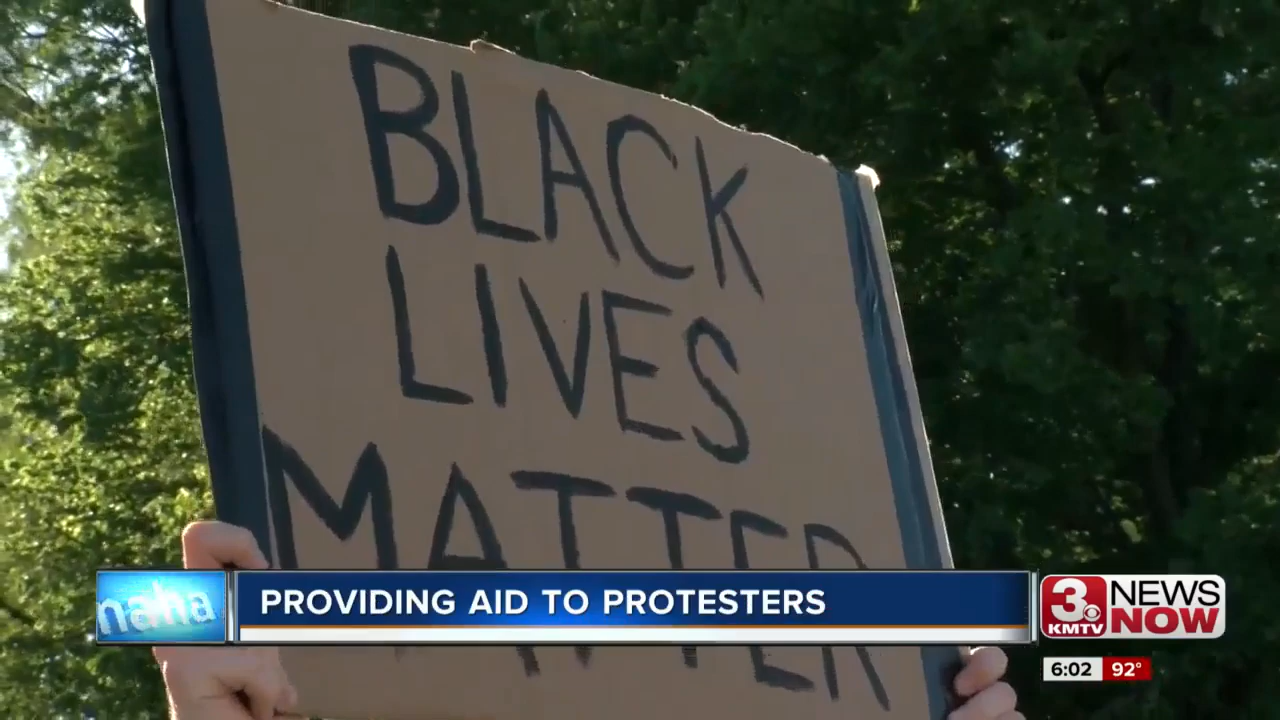 BLACK
LIVES
MATTER
naha
PROVIDING AID TO PROTESTERS
3
KMTV
NEWS
NOW
6:02 92°